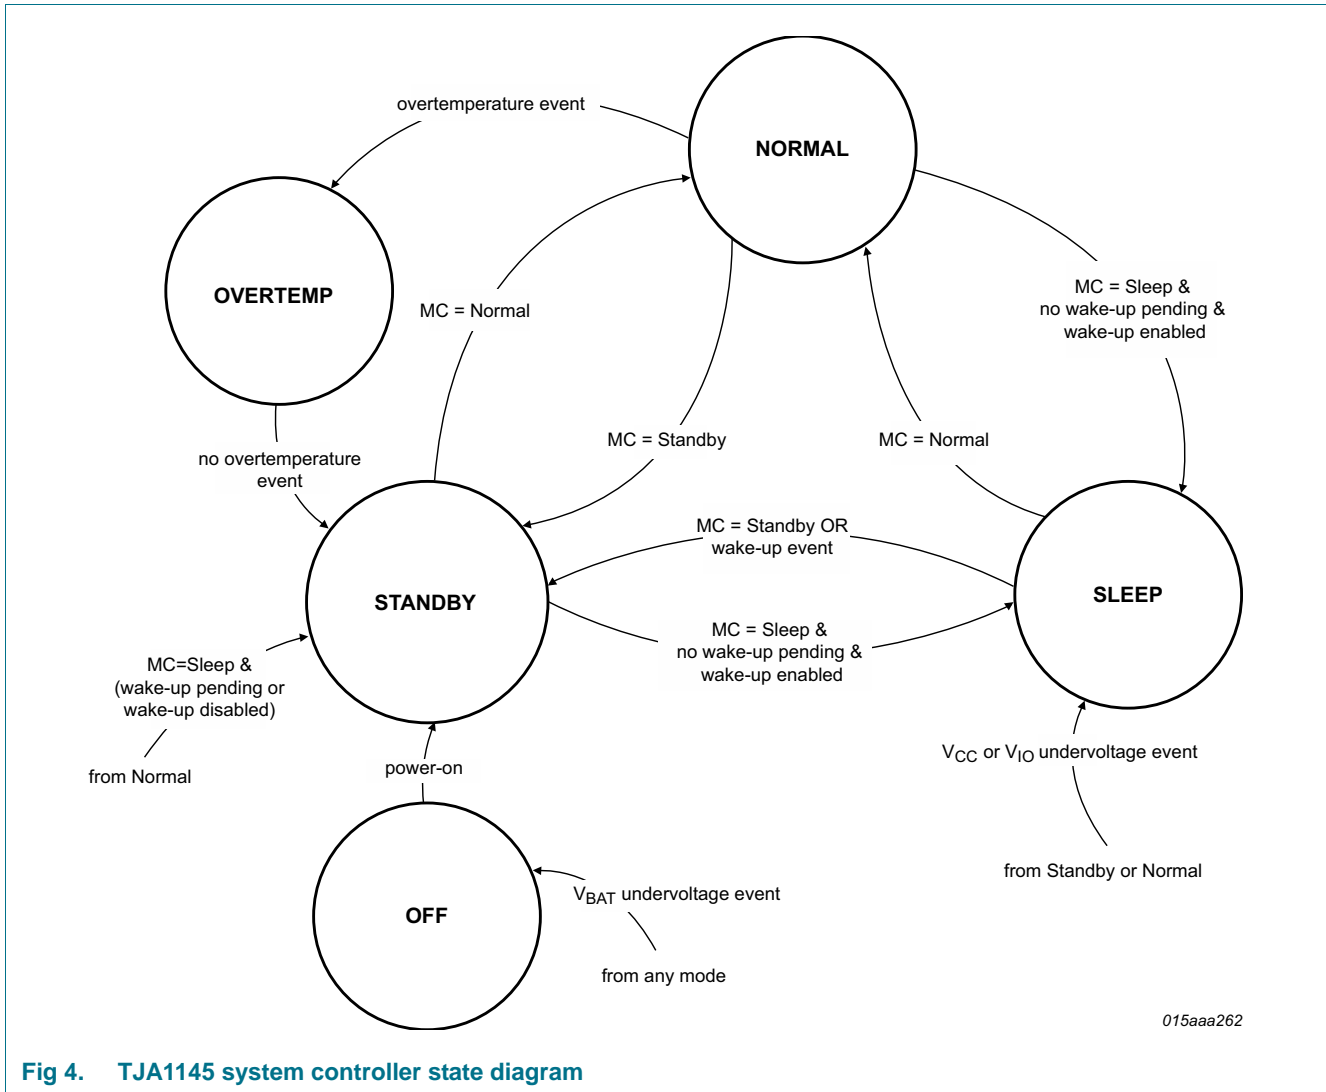 overtemperature event
NORMAL
OVERTEMP
MC = Normal
MC = Sleep &
no wake-up pending &
wake-up enabled
no overtemperature
event
MC = Standby
MC = Normal
MC = Standby OR
wake-up event
STANDBY
SLEEP
MC = Sleep &
no wake-up pending &
wake-up enabled
MC=Sleep &
(wake-up pending or
wake-up disabled)
from Normal
power-on
VCC or VIO undervoltage event
from Standby or Normal
OFF
VBAT undervoltage event
from any mode
015aaa262
Fig 4. TJA1145 system controller state diagram